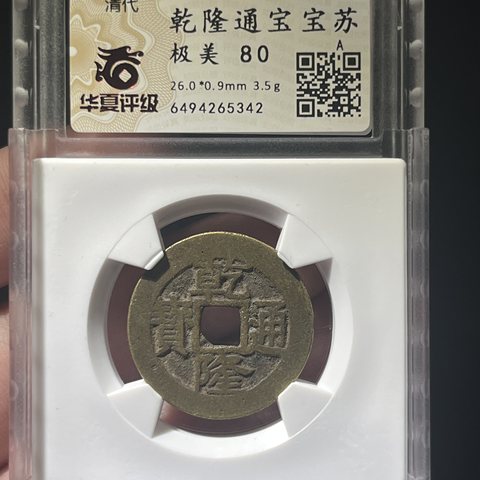 清代
乾隆通宝宝苏
极美 80
A
26.0*0.9mm 3.5g
华夏评级
6494265342
乾
寶 通
隆